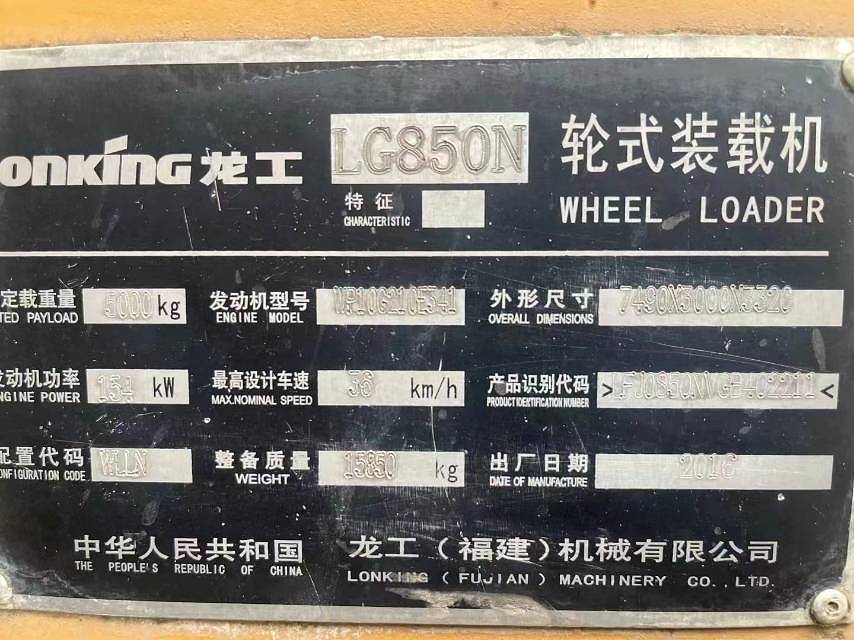 onKing 龙工 LG850N 轮式装载机
特征
CHARACTERISTIC
WHEEL LOADER
定载重量 5000 kg 发动机型号 WP10G210E341 外形尺寸
TED PAYLOAD ENGINE MODEL OVERALL DIMENSIONS
发动机功率 154 kW 最高设计车速 36 km/h 产品识别代码
NGINE POWER MAX.NOMINAL SPEED PRODUCT IDENTIFICATION NUMBER
配置代码 WLLN 整备质量 15850 kg 出厂日期 2016
ONFIGURATION CODE WEIGHT DATE OF MANUFACTURE
中华人民共和国 龙工(福建)机械有限公司
THE PEOPLE'S REPUBLIC OF CHINA LONKING (FUJIAN) MACHINERY CO.,LTD.